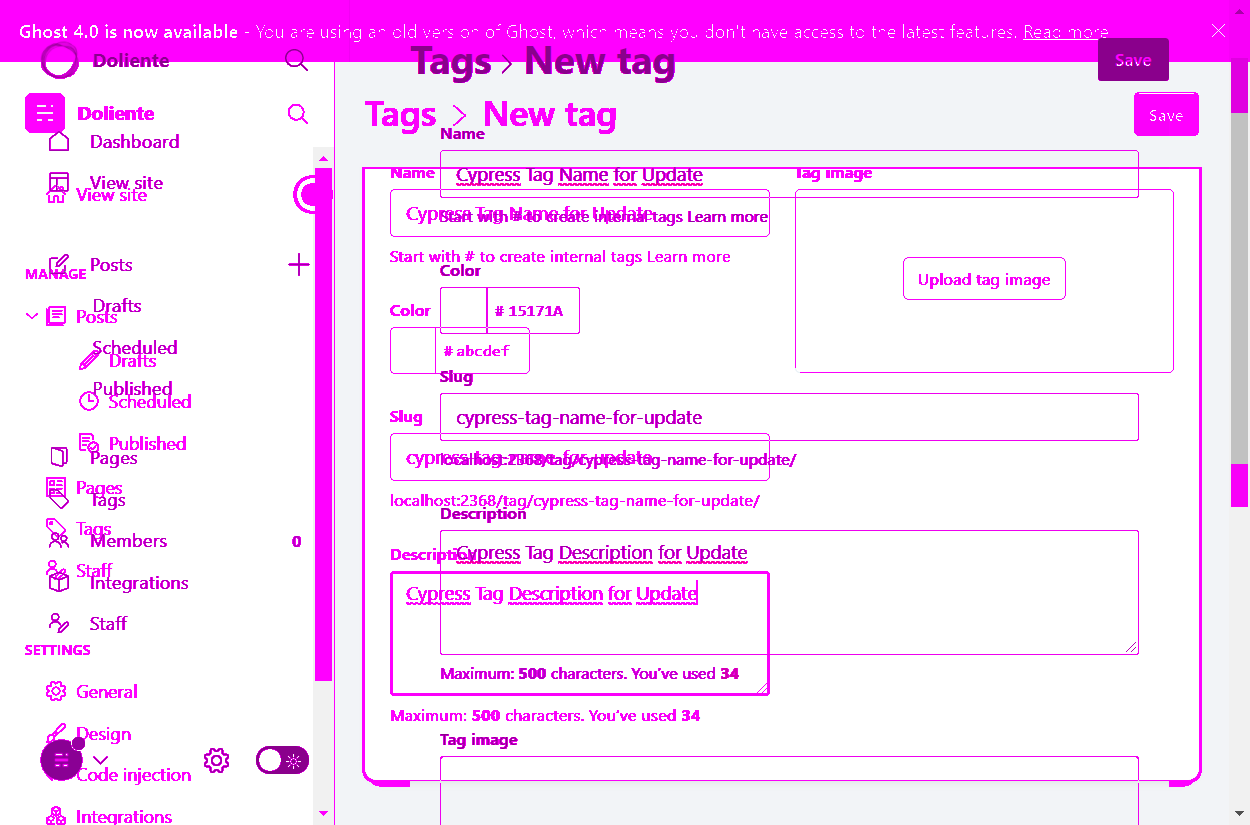 Ghost 4.0 is now available - You are using an old version of Ghost, which means you don't have access to the latest features. Read more
Doliente
Tags > New tag
Save
Doliente
Tags > New tag
Save
Dashboard
View site
View site
MANAGE
Posts
Posts
Drafts
Drafts
Scheduled
Scheduled
Published
Published
Pages
Pages
Tags
Tags
Members
0
Staff
Integrations
Staff
SETTINGS
General
Design
Code injection
Integrations
Name
Name
Cypress Tag Name for Update
Tag image
Cypress Tag Name for Update
Start with # to create internal tags Learn more
Start with # to create internal tags Learn more
Upload tag image
Color
# 15171A
Color
# abcdef
Slug
cypress-tag-name-for-update
Slug
cypress-tag-name-for-update
localhost:2368/tag/cypress-tag-name-for-update/
localhost:2368/tag/cypress-tag-name-for-update/
Description
Cypress Tag Description for Update
Description
Cypress Tag Description for Update
Maximum: 500 characters. You've used 34
Maximum: 500 characters. You've used 34
Tag image